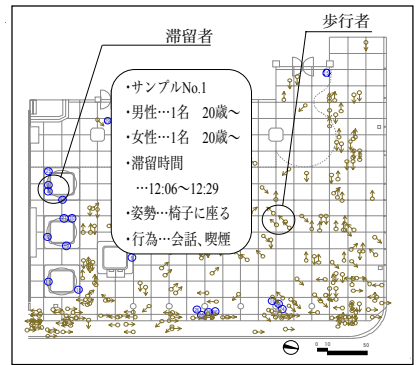 滞留者
歩行者
・サンプルNo.1
・男性…1名 20歳～
・女性…1名 20歳～
・滞留時間
…12:06～12:29
・姿勢…椅子に座る
・行為…会話、喫煙
0 10 50